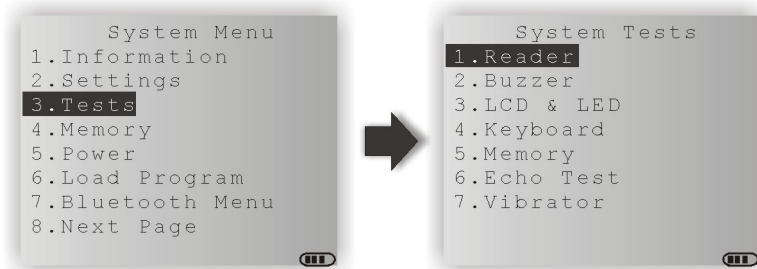 System Menu
1.Information
2.Settings
3.Tests
4.Memory
5.Power
6.Load Program
7.Bluetooth Menu
8.Next Page
System Tests
1.Reader
2.Buzzer
3.LCD & LED
4.Keyboard
5.Memory
6.Echo Test
7.Vibrator